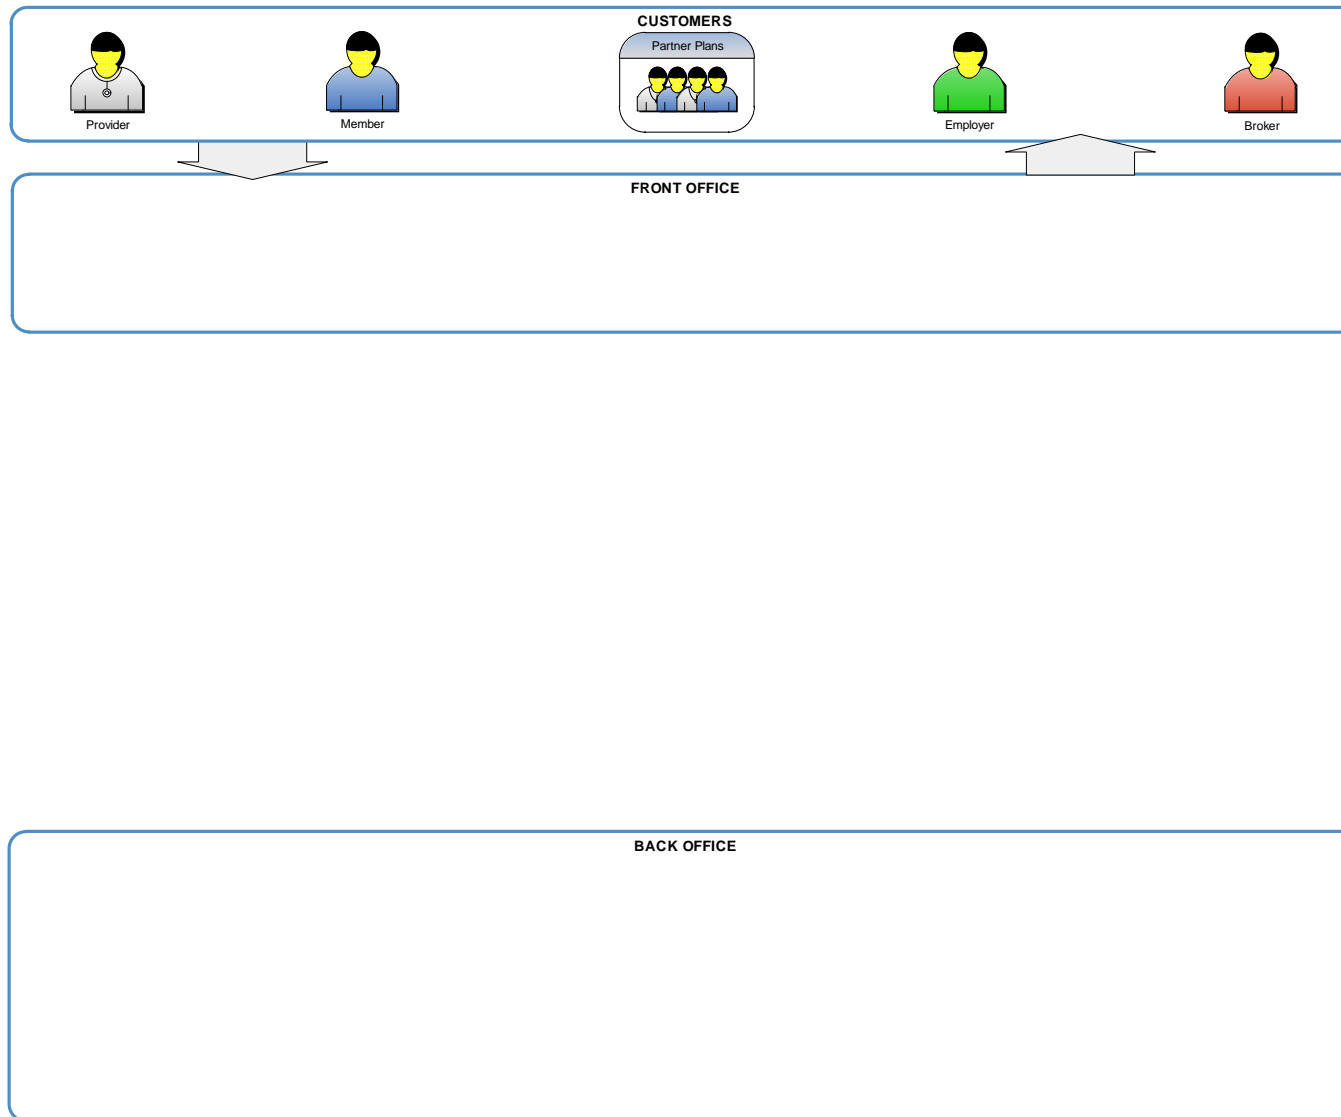 CUSTOMERS
Partner Plans
Provider
Member
Employer
Broker
FRONT OFFICE
BACK OFFICE